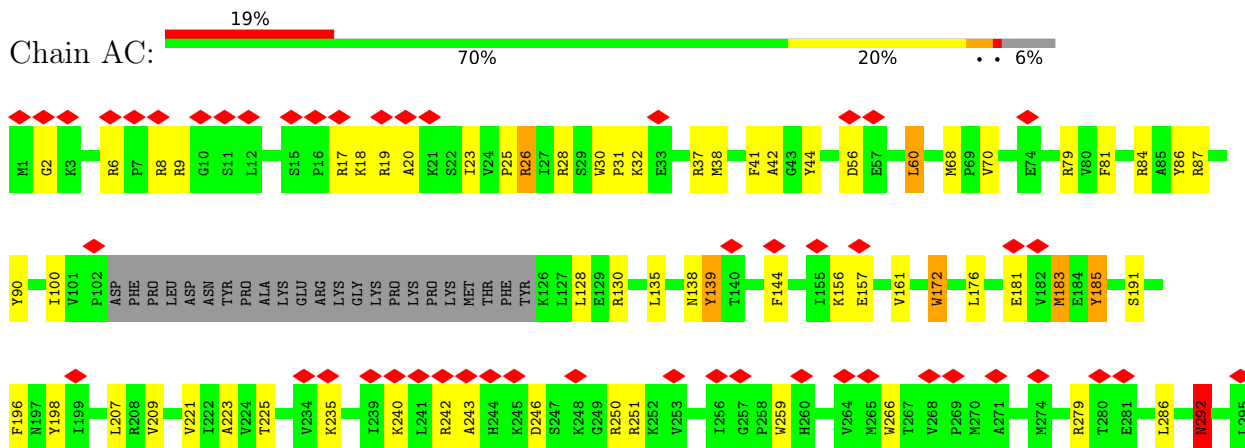 19%
Chain AC:
70% 20% • • 6%
M1 G2 K3 R6 P7 R8 R9 G10 S11 L12 S15 P16 R17 K18 R19 A20 K21 S22 I23 V24 P25 R26 I27 R28 S29 W30 P31 K32 E33 R37 M38 F41 A42 G43 Y44 D56 E57 L60 M68 P69 V70 E74 R79 V80 F81 R84 A85 Y86 R87
Y90 I100 V101 P102 ASP PHE PRO LEU ASP ASN TYR PRO ALA LYS GLU ARG LYS GLY LYS PRO LYS PRO LYS MET THR PHE TYR K126 L127 L128 E129 R130 L135 N138 Y139 T140 F144 I155 K156 E157 V161 W172 L176 E181 V182 M183 E184 Y185 S191
F196 N197 Y198 I199 L207 R208 V209 V221 I222 A223 V224 T225 V234 K235 I239 K240 L241 R242 A243 H244 K245 D246 S247 K248 G249 R250 R251 K252 V253 I256 G257 P258 W259 H260 V264 M265 W266 T267 V268 P269 M270 A271 M274 R279 T280 E281 L286 N292 L295